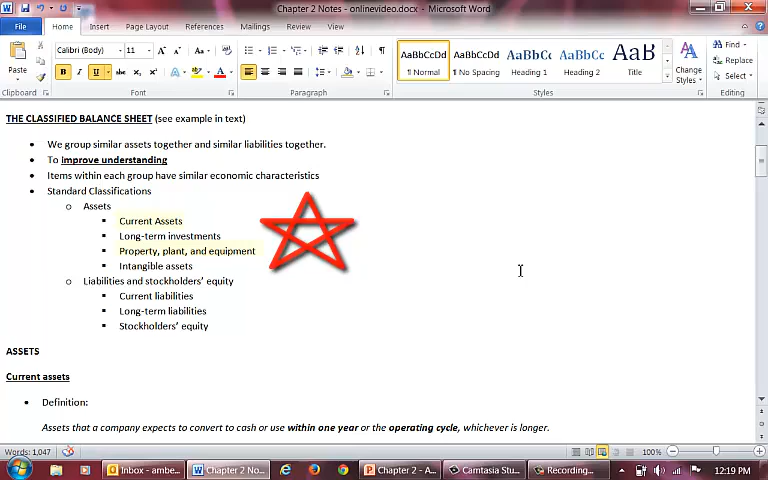 Chapter 2 Notes - onlinevideo.docx - Microsoft Word
File Home Insert Page Layout References Mailings Review View
Calibri (Body) 11 A A Aa
Paste B I U abc x₂ x² A A
AaBbCcDd AaBbCcDd AaBbCc AaBbCc AaB
¶ Normal ¶ No Spacing Heading 1 Heading 2 Title
Change Styles
Find
Replace
Select
Clipboard Font Paragraph Styles Editing
THE CLASSIFIED BALANCE SHEET (see example in text)
• We group similar assets together and similar liabilities together.
• To improve understanding
• Items within each group have similar economic characteristics
• Standard Classifications
o Assets
▪ Current Assets
▪ Long-term investments
▪ Property, plant, and equipment
▪ Intangible assets
o Liabilities and stockholders’ equity
▪ Current liabilities
▪ Long-term liabilities
▪ Stockholders’ equity
ASSETS
Current assets
• Definition:
Assets that a company expects to convert to cash or use within one year or the operating cycle, whichever is longer.
Words: 1,047 100%
Inbox - ambe... Chapter 2 No... Chapter 2 - A... Camtasia Stu... Recording... 12:19 PM